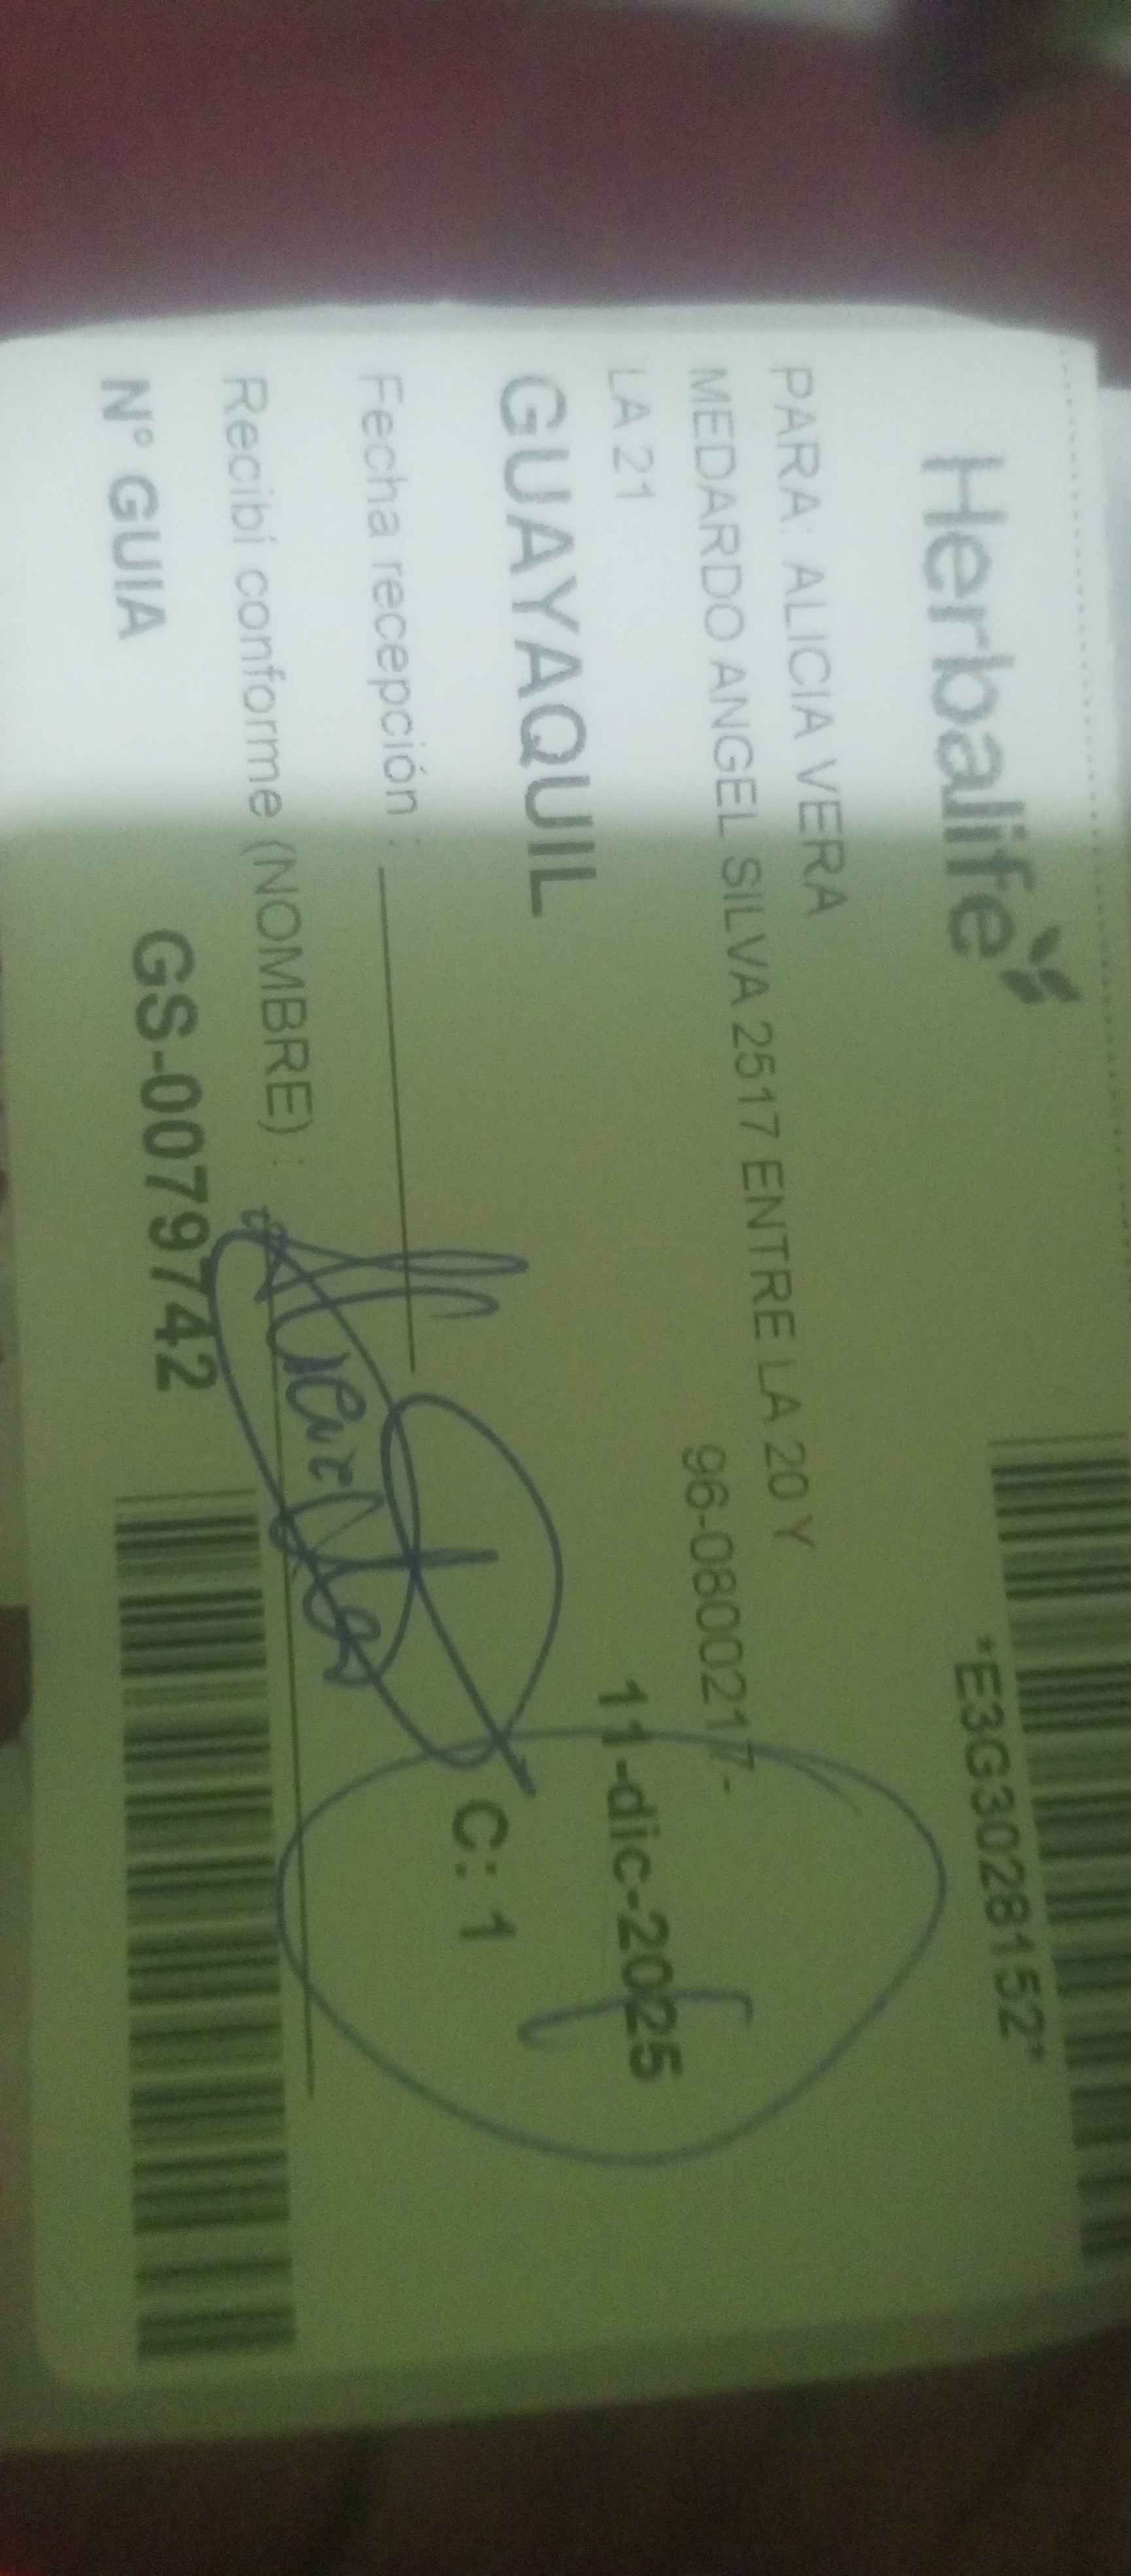 Herbalife
*E3G3028152*
PARA: ALICIA VERA
MEDARDO ANGEL SILVA 2517 ENTRE LA 20 Y
LA 21
96-0800217-
GUAYAQUIL
11-dic-2025
Fecha recepción :
C: 1
Recibí conforme (NOMBRE) :
N° GUIA
GS-0079742